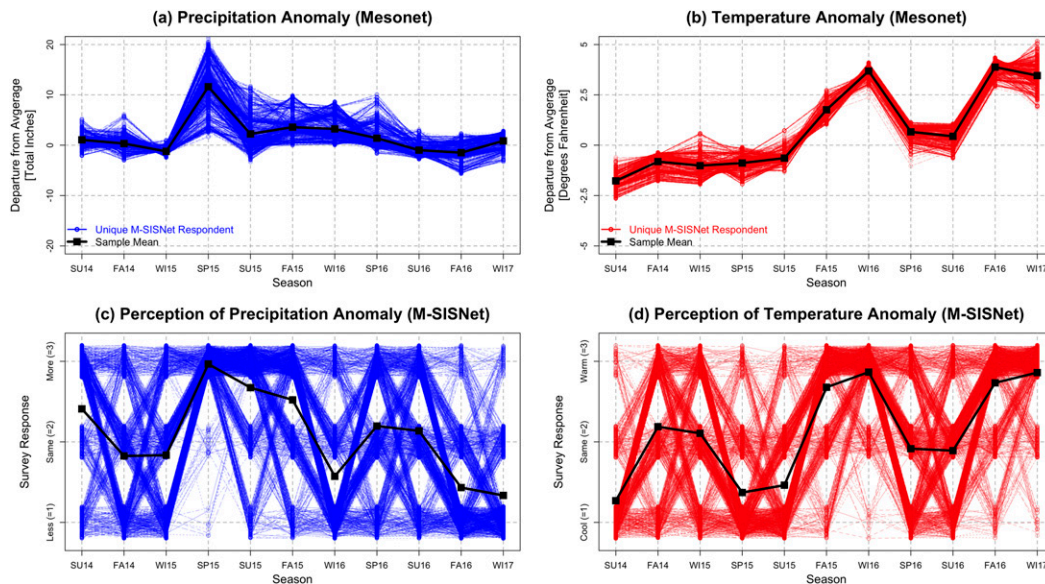 (a) Precipitation Anomaly (Mesonet)
Departure from Avgerage
[Total Inches]
20
10
0
-10
-20
Unique M-SISNet Respondent
Sample Mean
SU14 FA14 WI15 SP15 SU15 FA15 WI16 SP16 SU16 FA16 WI17
Season
(b) Temperature Anomaly (Mesonet)
Departure from Avgerage
[Degrees Fahrenheit]
5
2.5
0
-2.5
-5
Unique M-SISNet Respondent
Sample Mean
SU14 FA14 WI15 SP15 SU15 FA15 WI16 SP16 SU16 FA16 WI17
Season
(c) Perception of Precipitation Anomaly (M-SISNet)
Survey Response
More (=3)
Same (=2)
Less (=1)
SU14 FA14 WI15 SP15 SU15 FA15 WI16 SP16 SU16 FA16 WI17
Season
(d) Perception of Temperature Anomaly (M-SISNet)
Survey Response
Warm (=3)
Same (=2)
Cool (=1)
SU14 FA14 WI15 SP15 SU15 FA15 WI16 SP16 SU16 FA16 WI17
Season